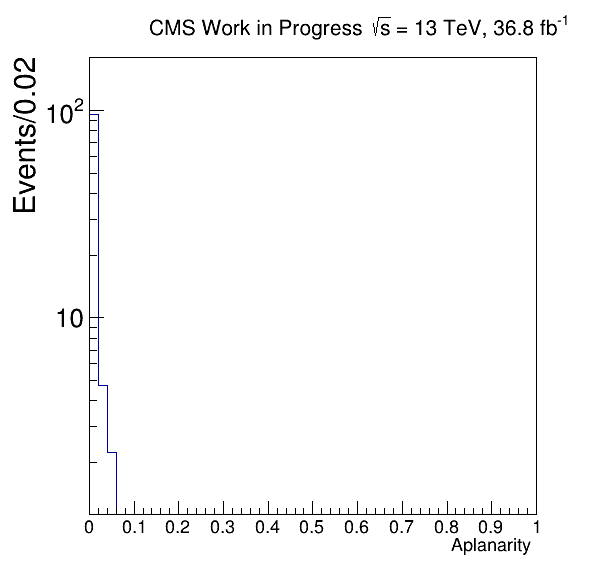 CMS Work in Progress √s = 13 TeV, 36.8 fb⁻¹
Events/0.02
10²
10
0 0.1 0.2 0.3 0.4 0.5 0.6 0.7 0.8 0.9 1
Aplanarity